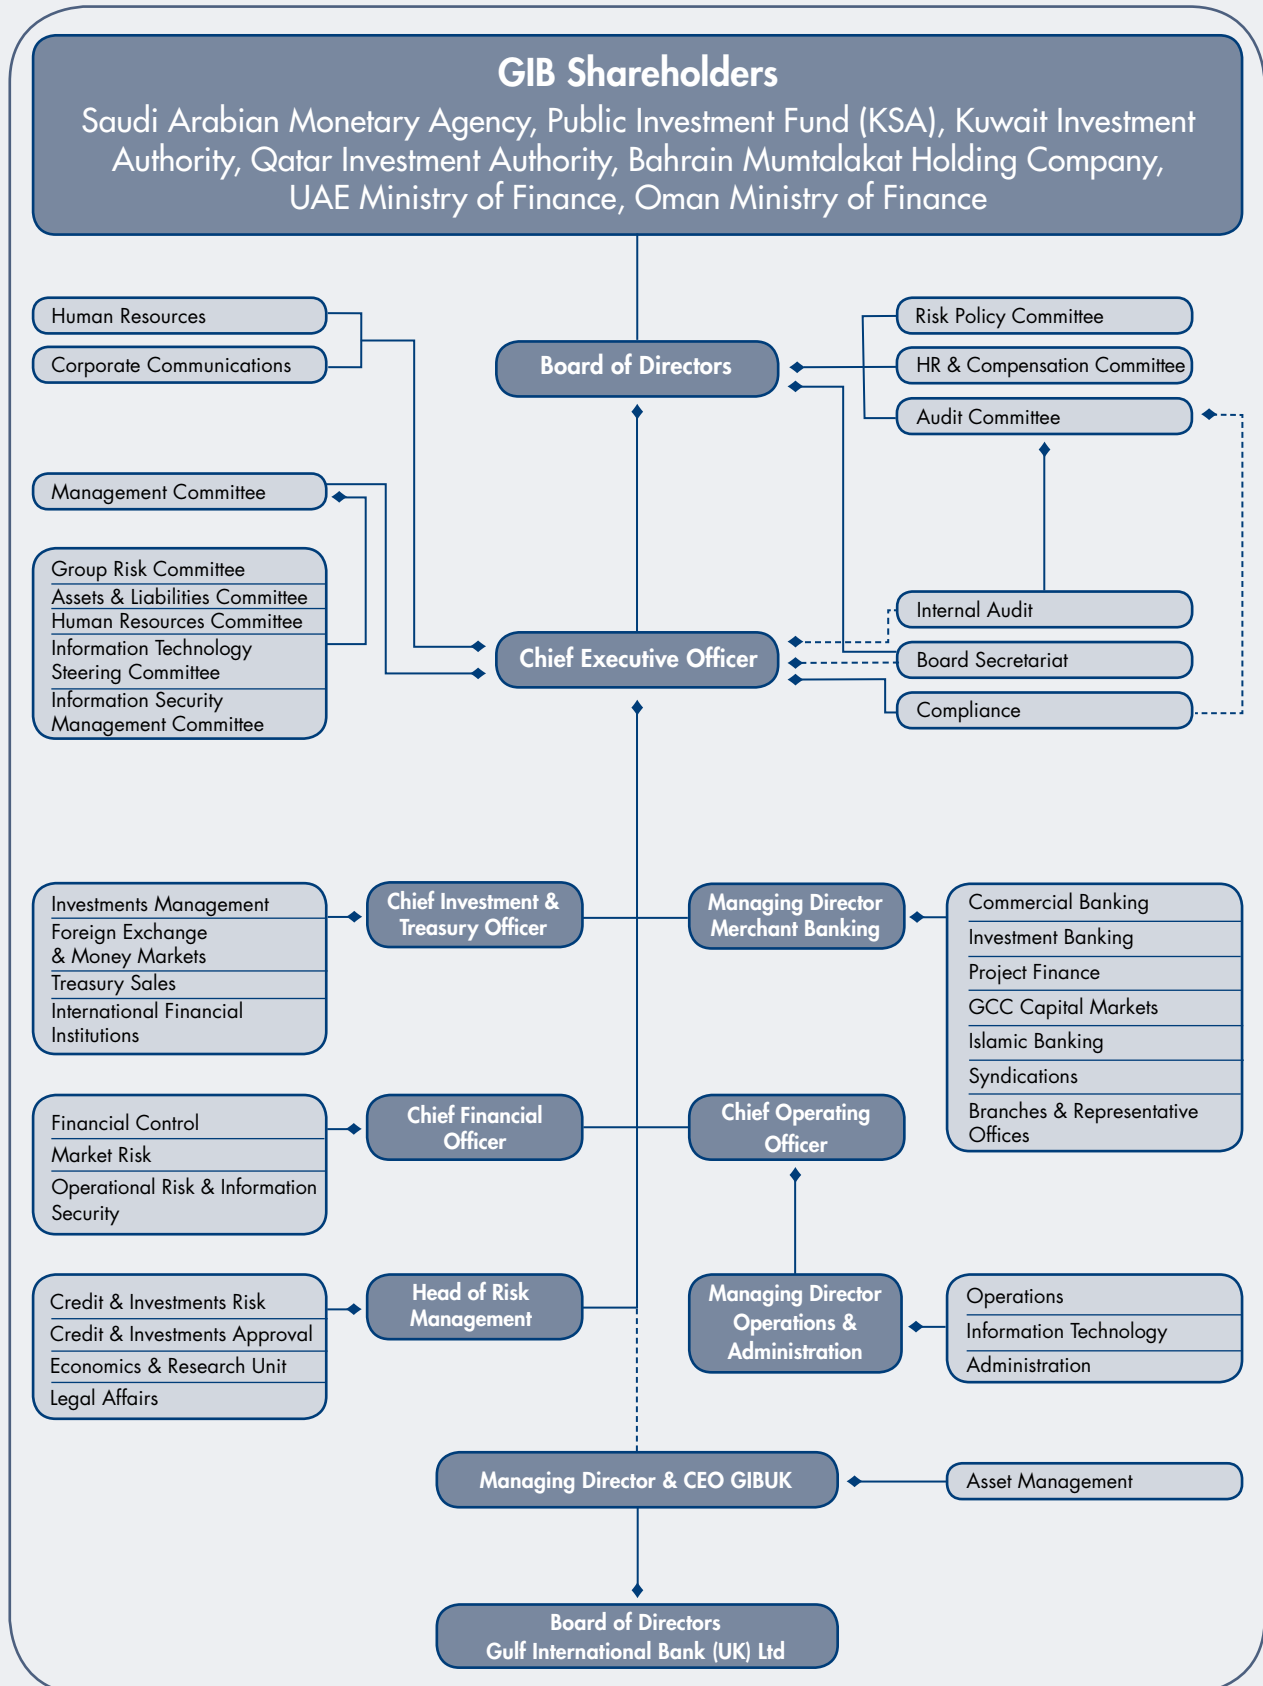 GIB Shareholders
Saudi Arabian Monetary Agency, Public Investment Fund (KSA), Kuwait Investment
Authority, Qatar Investment Authority, Bahrain Mumtalakat Holding Company,
UAE Ministry of Finance, Oman Ministry of Finance
Human Resources
Corporate Communications
Board of Directors
Risk Policy Committee
HR & Compensation Committee
Audit Committee
Management Committee
Group Risk Committee
Assets & Liabilities Committee
Human Resources Committee
Information Technology
Steering Committee
Information Security
Management Committee
Chief Executive Officer
Internal Audit
Board Secretariat
Compliance
Investments Management
Foreign Exchange
& Money Markets
Treasury Sales
International Financial
Institutions
Chief Investment &
Treasury Officer
Managing Director
Merchant Banking
Commercial Banking
Investment Banking
Project Finance
GCC Capital Markets
Islamic Banking
Syndications
Branches & Representative
Offices
Financial Control
Market Risk
Operational Risk & Information
Security
Chief Financial
Officer
Chief Operating
Officer
Credit & Investments Risk
Credit & Investments Approval
Economics & Research Unit
Legal Affairs
Head of Risk
Management
Managing Director
Operations &
Administration
Operations
Information Technology
Administration
Managing Director & CEO GIBUK
Asset Management
Board of Directors
Gulf International Bank (UK) Ltd